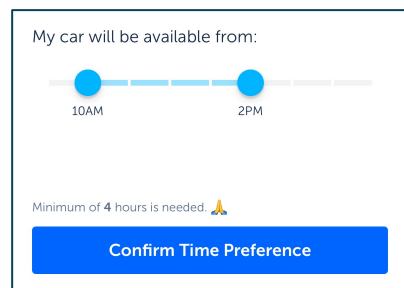 My car will be available from:
10AM 2PM
Minimum of 4 hours is needed. 🙏
Confirm Time Preference